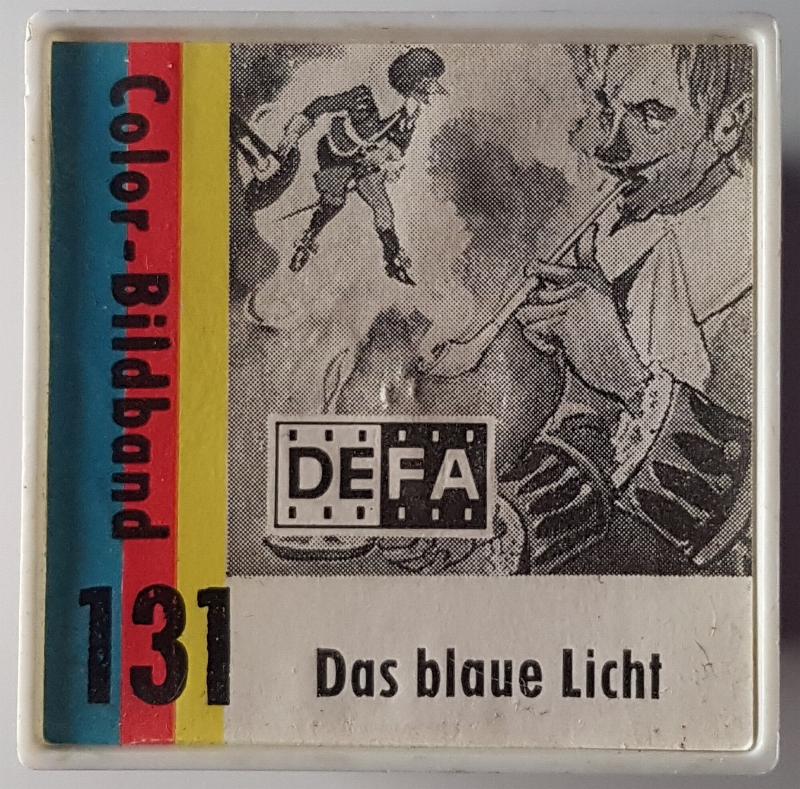 Color-Bildband
131
DEFA
Das blaue Licht